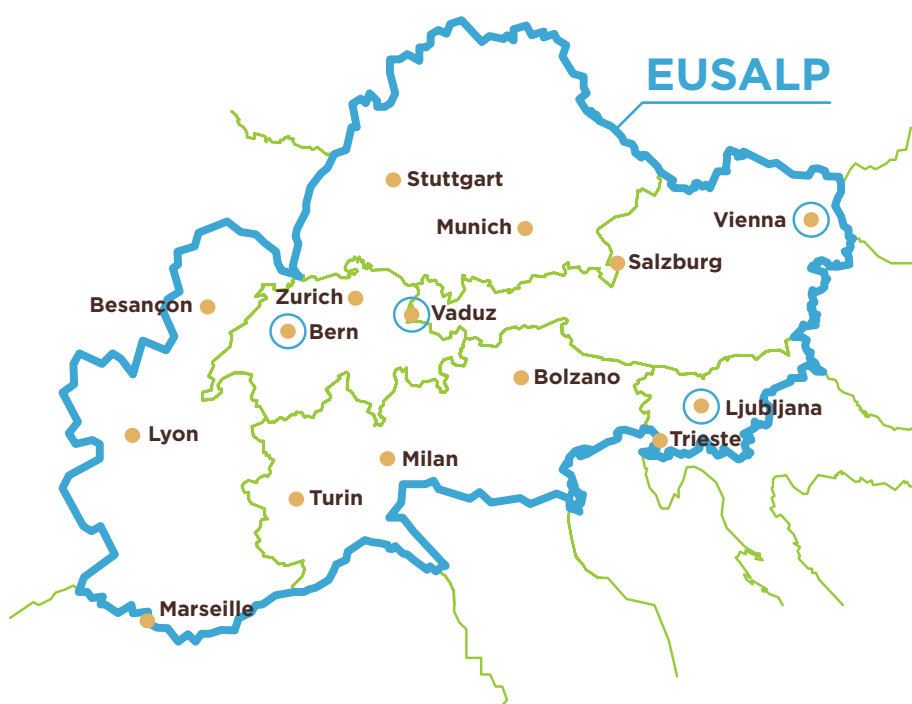 EUSALP
Stuttgart
Munich
Vienna
Salzburg
Besançon
Zurich
Vaduz
Bern
Bolzano
Ljubljana
Lyon
Trieste
Milan
Turin
Marseille